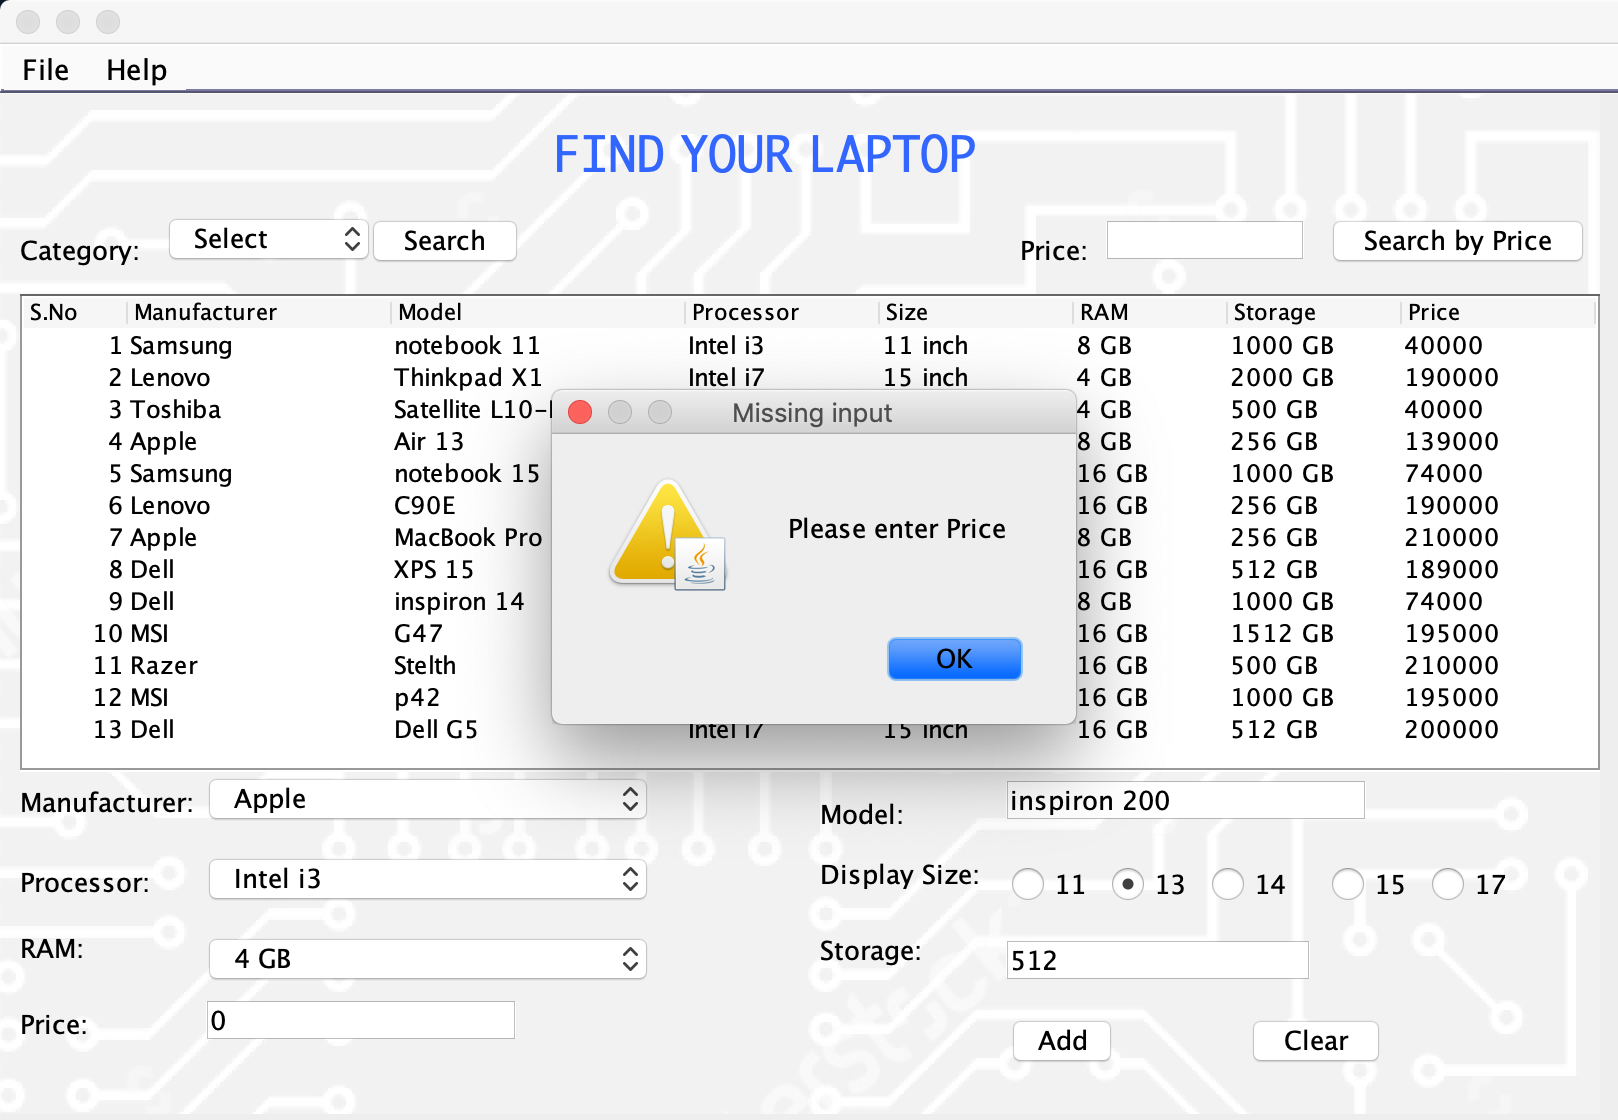 File Help
FIND YOUR LAPTOP
Category: Select Search Price: Search by Price
S.No Manufacturer Model Processor Size RAM Storage Price
1 Samsung notebook 11 Intel i3 11 inch 8 GB 1000 GB 40000
2 Lenovo Thinkpad X1 Intel i7 15 inch 4 GB 2000 GB 190000
3 Toshiba Satellite L10- 4 GB 500 GB 40000
4 Apple Air 13 8 GB 256 GB 139000
5 Samsung notebook 15 16 GB 1000 GB 74000
6 Lenovo C90E 16 GB 256 GB 190000
7 Apple MacBook Pro 8 GB 256 GB 210000
8 Dell XPS 15 16 GB 512 GB 189000
9 Dell inspiron 14 8 GB 1000 GB 74000
10 MSI G47 16 GB 1512 GB 195000
11 Razer Stelth 16 GB 500 GB 210000
12 MSI p42 16 GB 1000 GB 195000
13 Dell Dell G5 Intel i7 15 inch 16 GB 512 GB 200000
Missing input
Please enter Price
OK
Manufacturer: Apple Model: inspiron 200
Processor: Intel i3 Display Size: 11 13 14 15 17
RAM: 4 GB Storage: 512
Price: 0 Add Clear